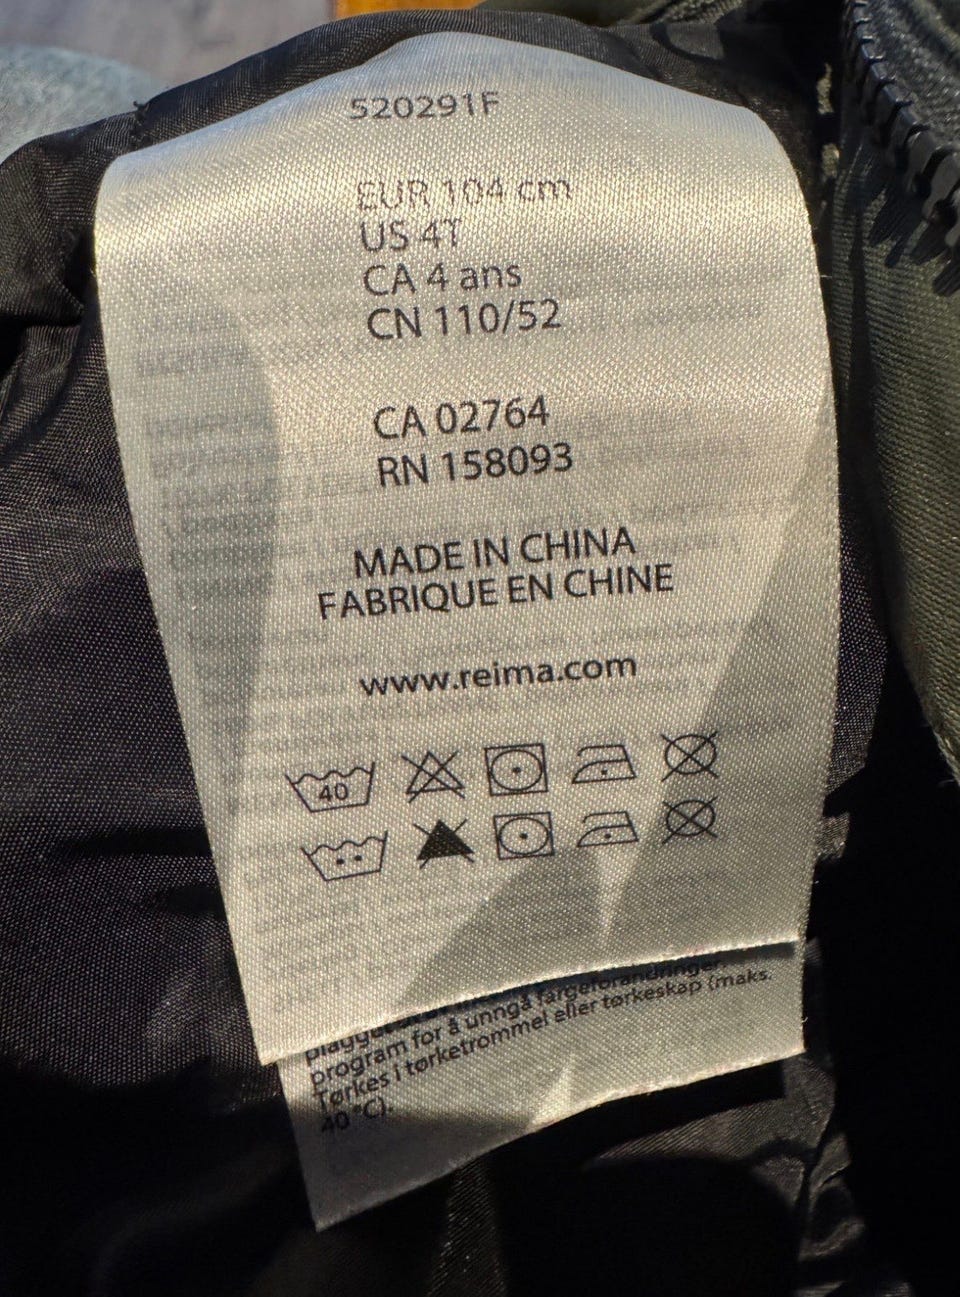 520291F
EUR 104 cm
US 4T
CA 4 ans
CN 110/52
CA 02764
RN 158093
MADE IN CHINA
FABRIQUE EN CHINE
www.reima.com
40
program for å unngå fargeforandringer
Tørkes i tørketrommel eller tørkeskap (maks.
40 °C).